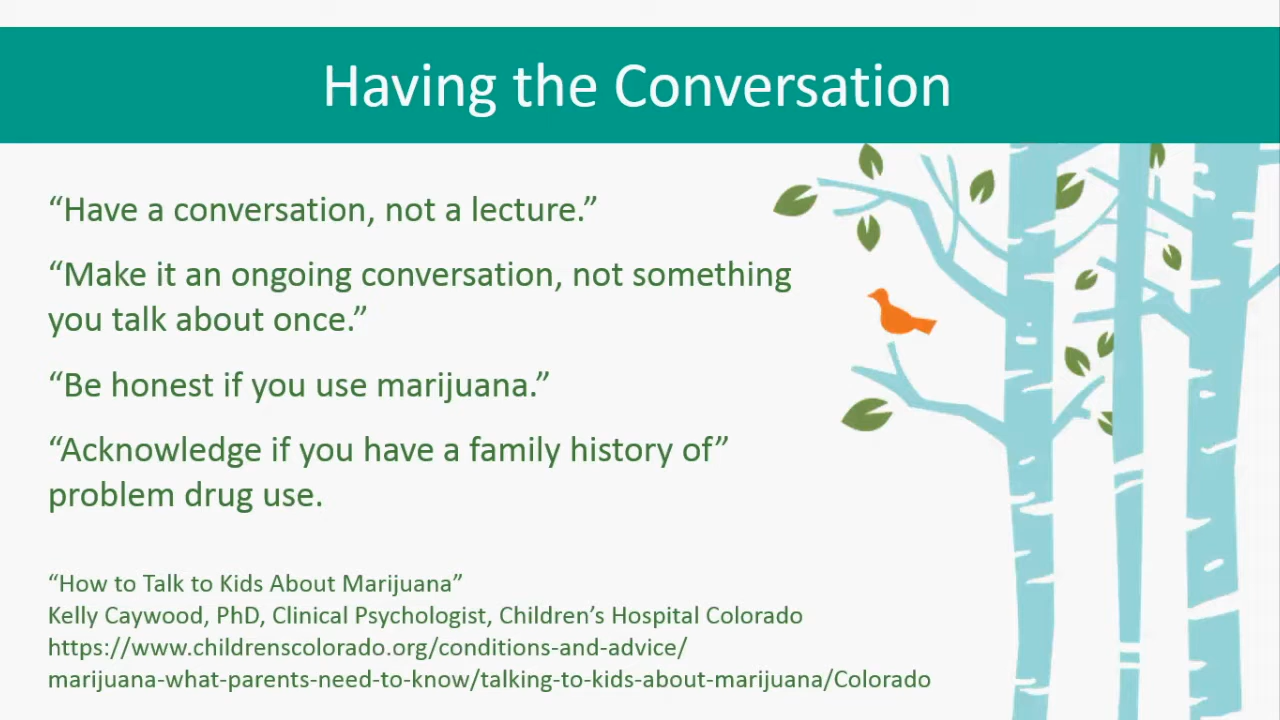 Having the Conversation
“Have a conversation, not a lecture.”
“Make it an ongoing conversation, not something
you talk about once.”
“Be honest if you use marijuana.”
“Acknowledge if you have a family history of”
problem drug use.
“How to Talk to Kids About Marijuana”
Kelly Caywood, PhD, Clinical Psychologist, Children’s Hospital Colorado
https://www.childrenscolorado.org/conditions-and-advice/
marijuana-what-parents-need-to-know/talking-to-kids-about-marijuana/Colorado